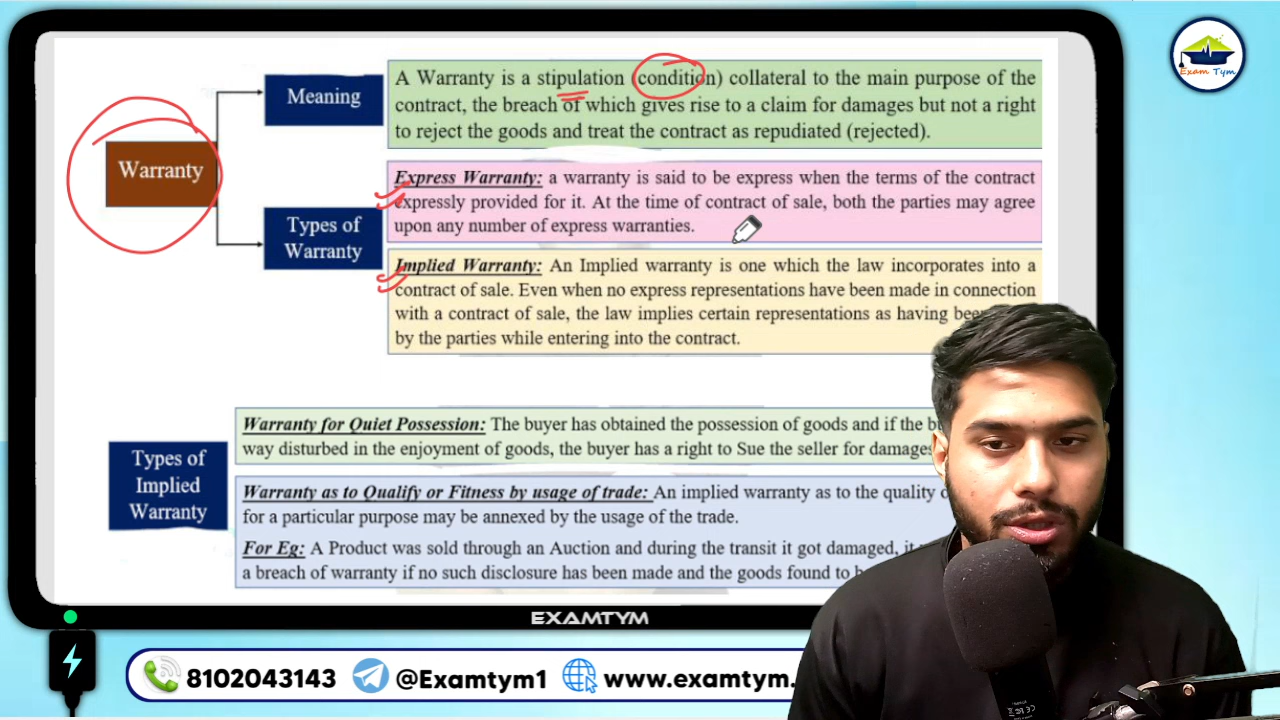 Exam Tym
Warranty
Meaning
A Warranty is a stipulation (condition) collateral to the main purpose of the
contract, the breach of which gives rise to a claim for damages but not a right
to reject the goods and treat the contract as repudiated (rejected).
Types of
Warranty
Express Warranty: a warranty is said to be express when the terms of the contract
expressly provided for it. At the time of contract of sale, both the parties may agree
upon any number of express warranties.
Implied Warranty: An Implied warranty is one which the law incorporates into a
contract of sale. Even when no express representations have been made in connection
with a contract of sale, the law implies certain representations as having
by the parties while entering into the contract.
Types of
Implied
Warranty
Warranty for Quiet Possession: The buyer has obtained the possession of goods and if the
way disturbed in the enjoyment of goods, the buyer has a right to Sue the seller for damages
Warranty as to Qualify or Fitness by usage of trade: An implied warranty as to the quality
for a particular purpose may be annexed by the usage of the trade.
For Eg: A Product was sold through an Auction and during the transit it got damaged,
a breach of warranty if no such disclosure has been made and the goods found to
EXAMTYM
8102043143
@Examtym1
www.examtym.